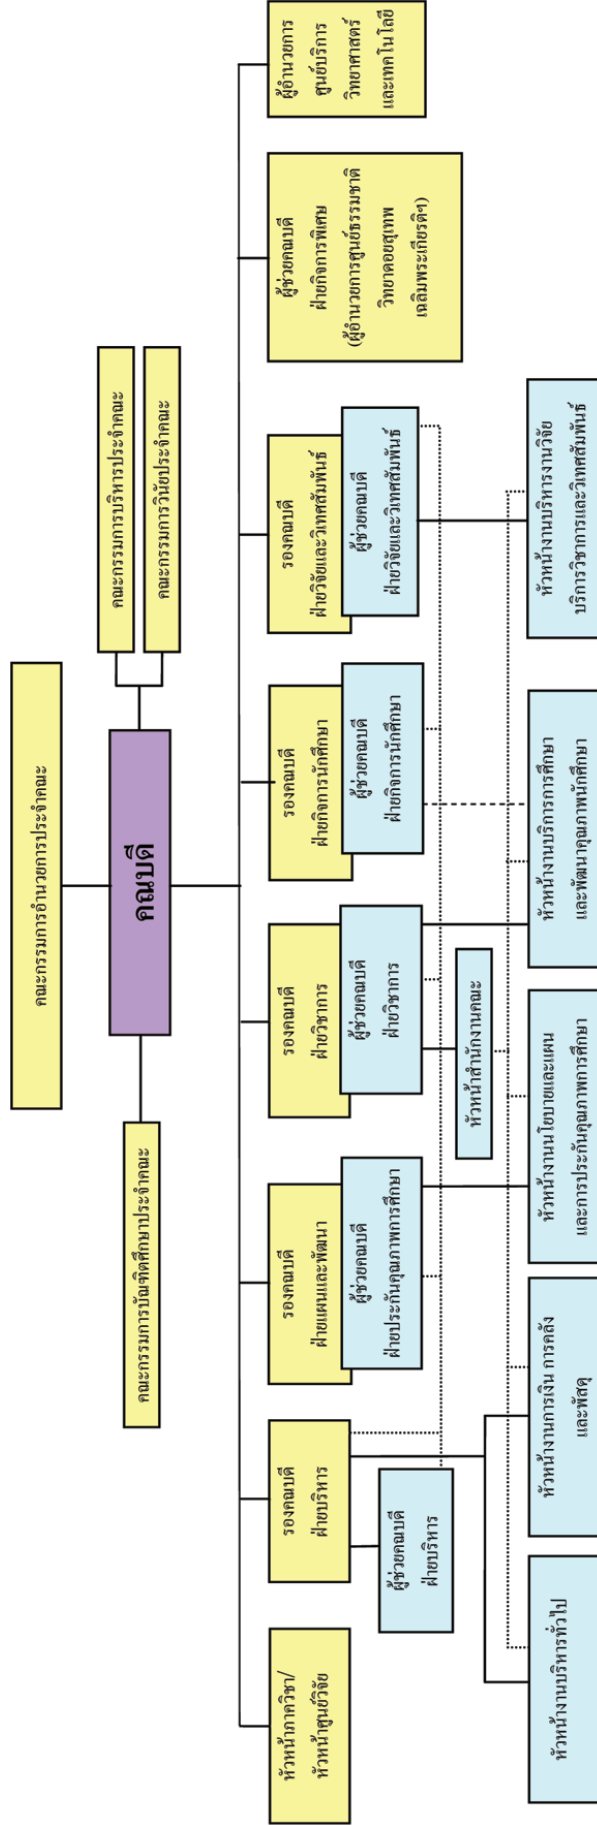 คณะกรรมการอำนวยการประจำคณะ
คณะกรรมการบริหารประจำคณะ
คณะกรรมการวินัยประจำคณะ
คณบดี
คณะกรรมการบัณฑิตศึกษาประจำคณะ
หัวหน้าภาควิชา/
หัวหน้าศูนย์วิจัย
รองคณบดี
ฝ่ายบริหาร
รองคณบดี
ฝ่ายแผนและพัฒนา
รองคณบดี
ฝ่ายวิชาการ
รองคณบดี
ฝ่ายกิจการนักศึกษา
รองคณบดี
ฝ่ายวิจัยและวิเทศสัมพันธ์
ผู้ช่วยคณบดี
ฝ่ายกิจการพิเศษ
(ผู้อำนวยการศูนย์ธรรมชาติ
วิทยาดอยสุเทพ
เฉลิมพระเกียรติฯ)
ผู้อำนวยการ
ศูนย์บริการ
วิทยาศาสตร์
และเทคโนโลยี
ผู้ช่วยคณบดี
ฝ่ายบริหาร
ผู้ช่วยคณบดี
ฝ่ายประกันคุณภาพการศึกษา
ผู้ช่วยคณบดี
ฝ่ายวิชาการ
ผู้ช่วยคณบดี
ฝ่ายกิจการนักศึกษา
ผู้ช่วยคณบดี
ฝ่ายวิจัยและวิเทศสัมพันธ์
หัวหน้าสำนักงานคณะ
หัวหน้างานบริหารทั่วไป
หัวหน้างานการเงิน การคลัง
และพัสดุ
หัวหน้างานนโยบายและแผน
และการประกันคุณภาพการศึกษา
หัวหน้างานบริการการศึกษา
และพัฒนาคุณภาพนักศึกษา
หัวหน้างานบริหารงานวิจัย
บริการวิชาการและวิเทศสัมพันธ์